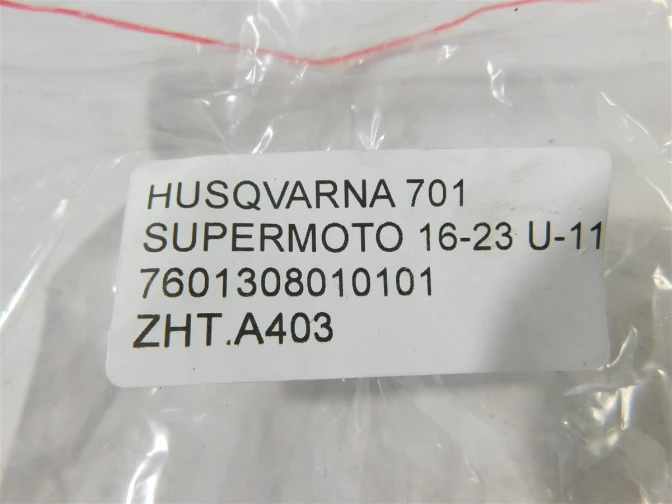 HUSQVARNA 701
SUPERMOTO 16-23 U-11
7601308010101
ZHT.A403